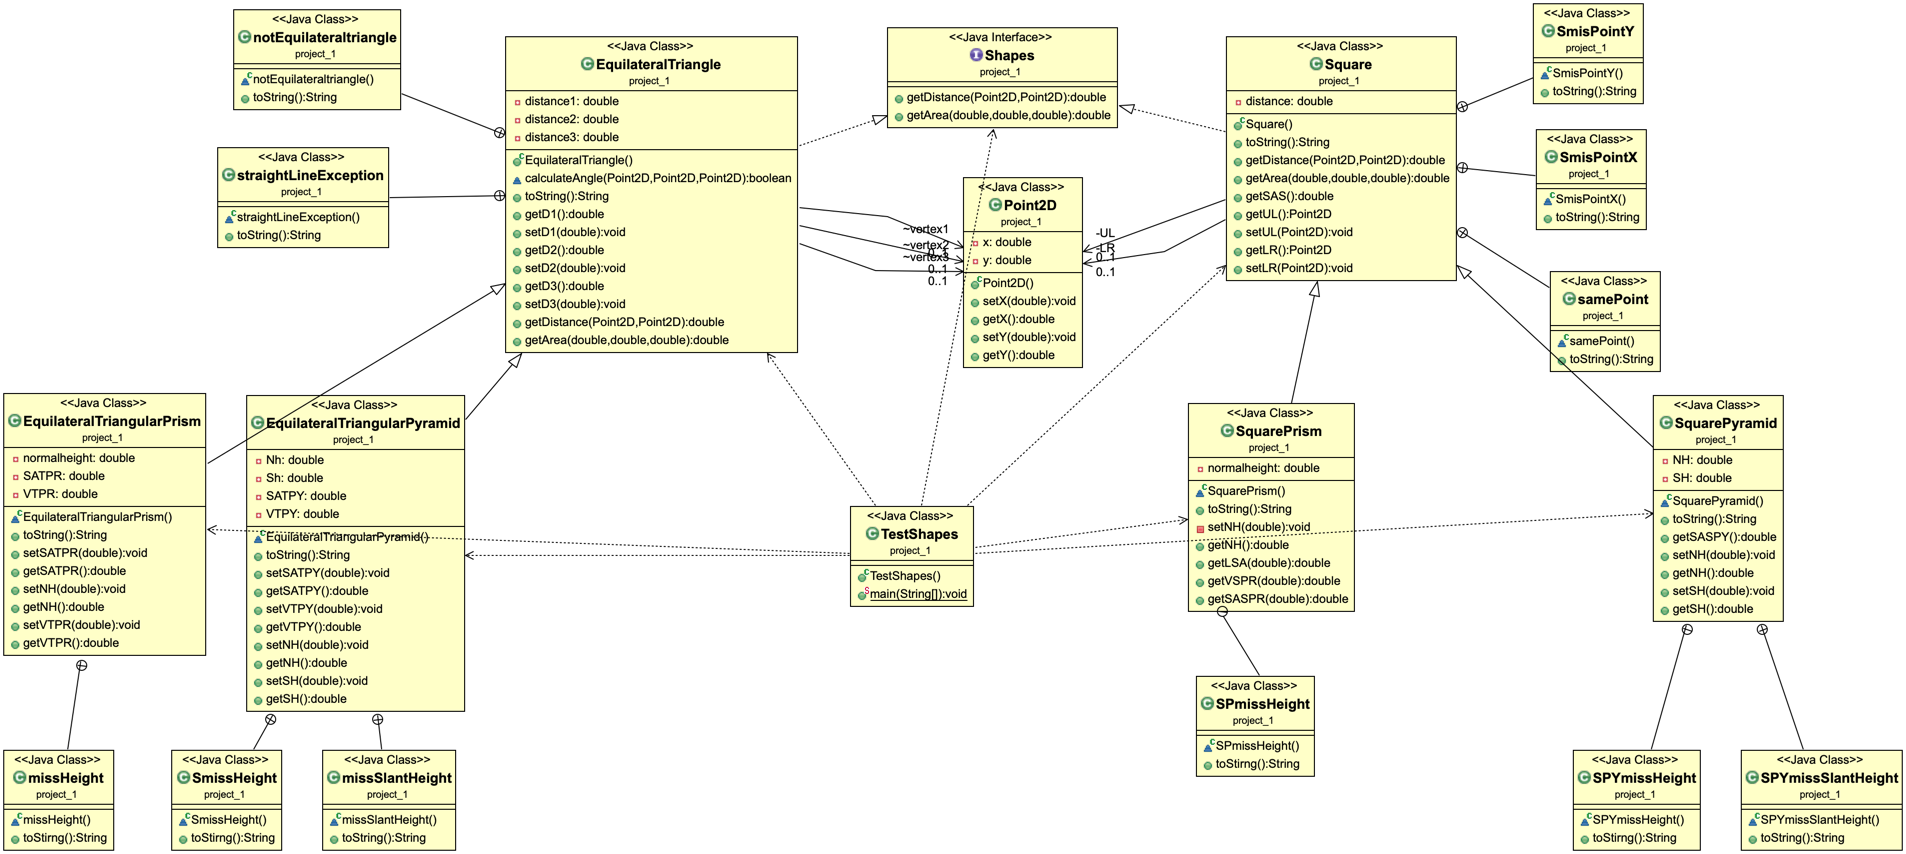 <<Java Class>>
notEquilateraltriangle
project_1
notEquilateraltriangle()
toString():String
<<Java Class>>
straightLineException
project_1
straightLineException()
toString():String
<<Java Class>>
EquilateralTriangle
project_1
distance1: double
distance2: double
distance3: double
EquilateralTriangle()
calculateAngle(Point2D,Point2D,Point2D):boolean
toString():String
getD1():double
setD1(double):void
getD2():double
setD2(double):void
getD3():double
setD3(double):void
getDistance(Point2D,Point2D):double
getArea(double,double,double):double
<<Java Interface>>
Shapes
project_1
getDistance(Point2D,Point2D):double
getArea(double,double,double):double
<<Java Class>>
Point2D
project_1
x: double
y: double
Point2D()
setX(double):void
getX():double
setY(double):void
getY():double
~vertex1
~vertex2
0..1
~vertex3
0..1
0..1
-UL
-LR
0..1
0..1
<<Java Class>>
Square
project_1
distance: double
Square()
toString():String
getDistance(Point2D,Point2D):double
getArea(double,double,double):double
getSAS():double
getUL():Point2D
setUL(Point2D):void
getLR():Point2D
setLR(Point2D):void
<<Java Class>>
SmisPointY
project_1
SmisPointY()
toString():String
<<Java Class>>
SmisPointX
project_1
SmisPointX()
toString():String
<<Java Class>>
samePoint
project_1
samePoint()
toString():String
<<Java Class>>
EquilateralTriangularPrism
project_1
normalheight: double
SATPR: double
VTPR: double
EquilateralTriangularPrism()
toString():String
setSATPR(double):void
getSATPR():double
setNH(double):void
getNH():double
setVTPR(double):void
getVTPR():double
<<Java Class>>
EquilateralTriangularPyramid
project_1
Nh: double
Sh: double
SATPY: double
VTPY: double
EquilateralTriangularPyramid()
toString():String
setSATPY(double):void
getSATPY():double
setVTPY(double):void
getVTPY():double
setNH(double):void
getNH():double
setSH(double):void
getSH():double
<<Java Class>>
TestShapes
project_1
TestShapes()
main(String[]):void
<<Java Class>>
SquarePrism
project_1
normalheight: double
SquarePrism()
toString():String
setNH(double):void
getNH():double
getLSA(double):double
getVSPR(double):double
getSASPR(double):double
<<Java Class>>
SquarePyramid
project_1
NH: double
SH: double
SquarePyramid()
toString():String
getSASPY():double
setNH(double):void
getNH():double
setSH(double):void
getSH():double
<<Java Class>>
missHeight
project_1
missHeight()
toStirng():String
<<Java Class>>
SmissHeight
project_1
SmissHeight()
toStirng():String
<<Java Class>>
missSlantHeight
project_1
missSlantHeight()
toString():String
<<Java Class>>
SPmissHeight
project_1
SPmissHeight()
toStirng():String
<<Java Class>>
SPYmissHeight
project_1
SPYmissHeight()
toStirng():String
<<Java Class>>
SPYmissSlantHeight
project_1
SPYmissSlantHeight()
toString():String